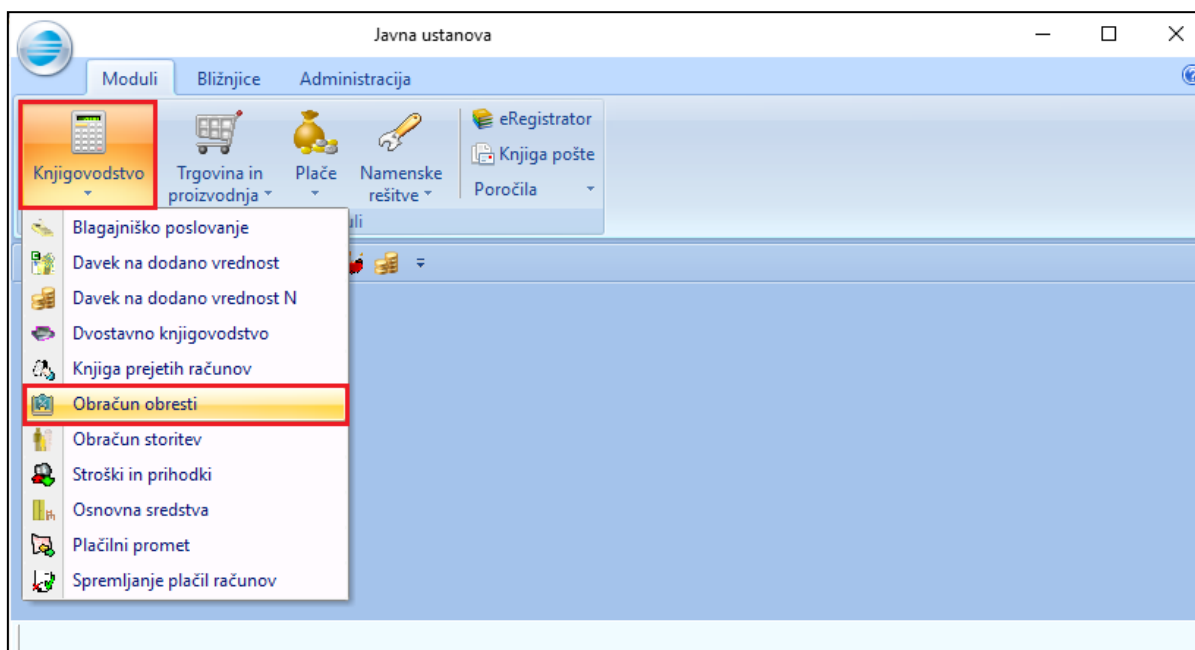 Javna ustanova
Moduli
Bližnjice
Administracija
Knjigovodstvo
Trgovina in
proizvodnja
Plače
Namenske
rešitve
eRegistrator
Knjiga pošte
Poročila
Blagajniško poslovanje
Davek na dodano vrednost
Davek na dodano vrednost N
Dvostavno knjigovodstvo
Knjiga prejetih računov
Obračun obresti
Obračun storitev
Stroški in prihodki
Osnovna sredstva
Plačilni promet
Spremljanje plačil računov